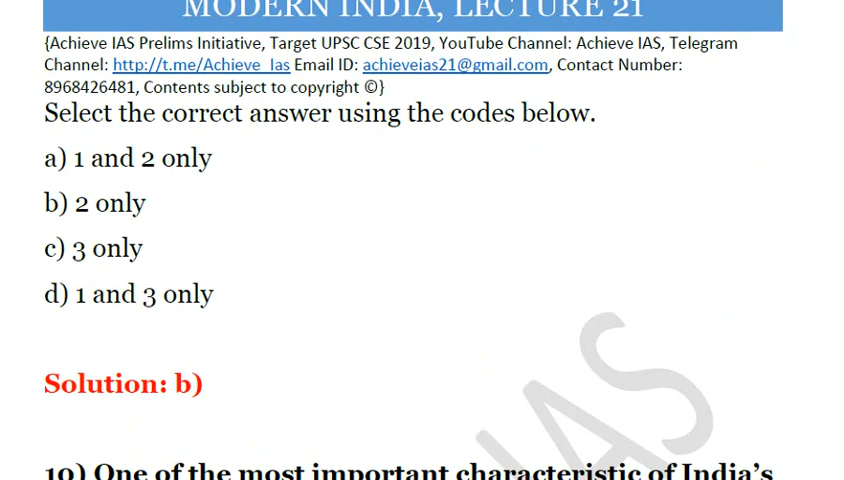 MODERN INDIA, LECTURE 21
{Achieve IAS Prelims Initiative, Target UPSC CSE 2019, YouTube Channel: Achieve IAS, Telegram
Channel: http://t.me/Achieve_Ias Email ID: achieveias21@gmail.com, Contact Number:
8968426481, Contents subject to copyright ©}
Select the correct answer using the codes below.
a) 1 and 2 only
b) 2 only
c) 3 only
d) 1 and 3 only
Solution: b)
IAS
10) One of the most important characteristic of India’s